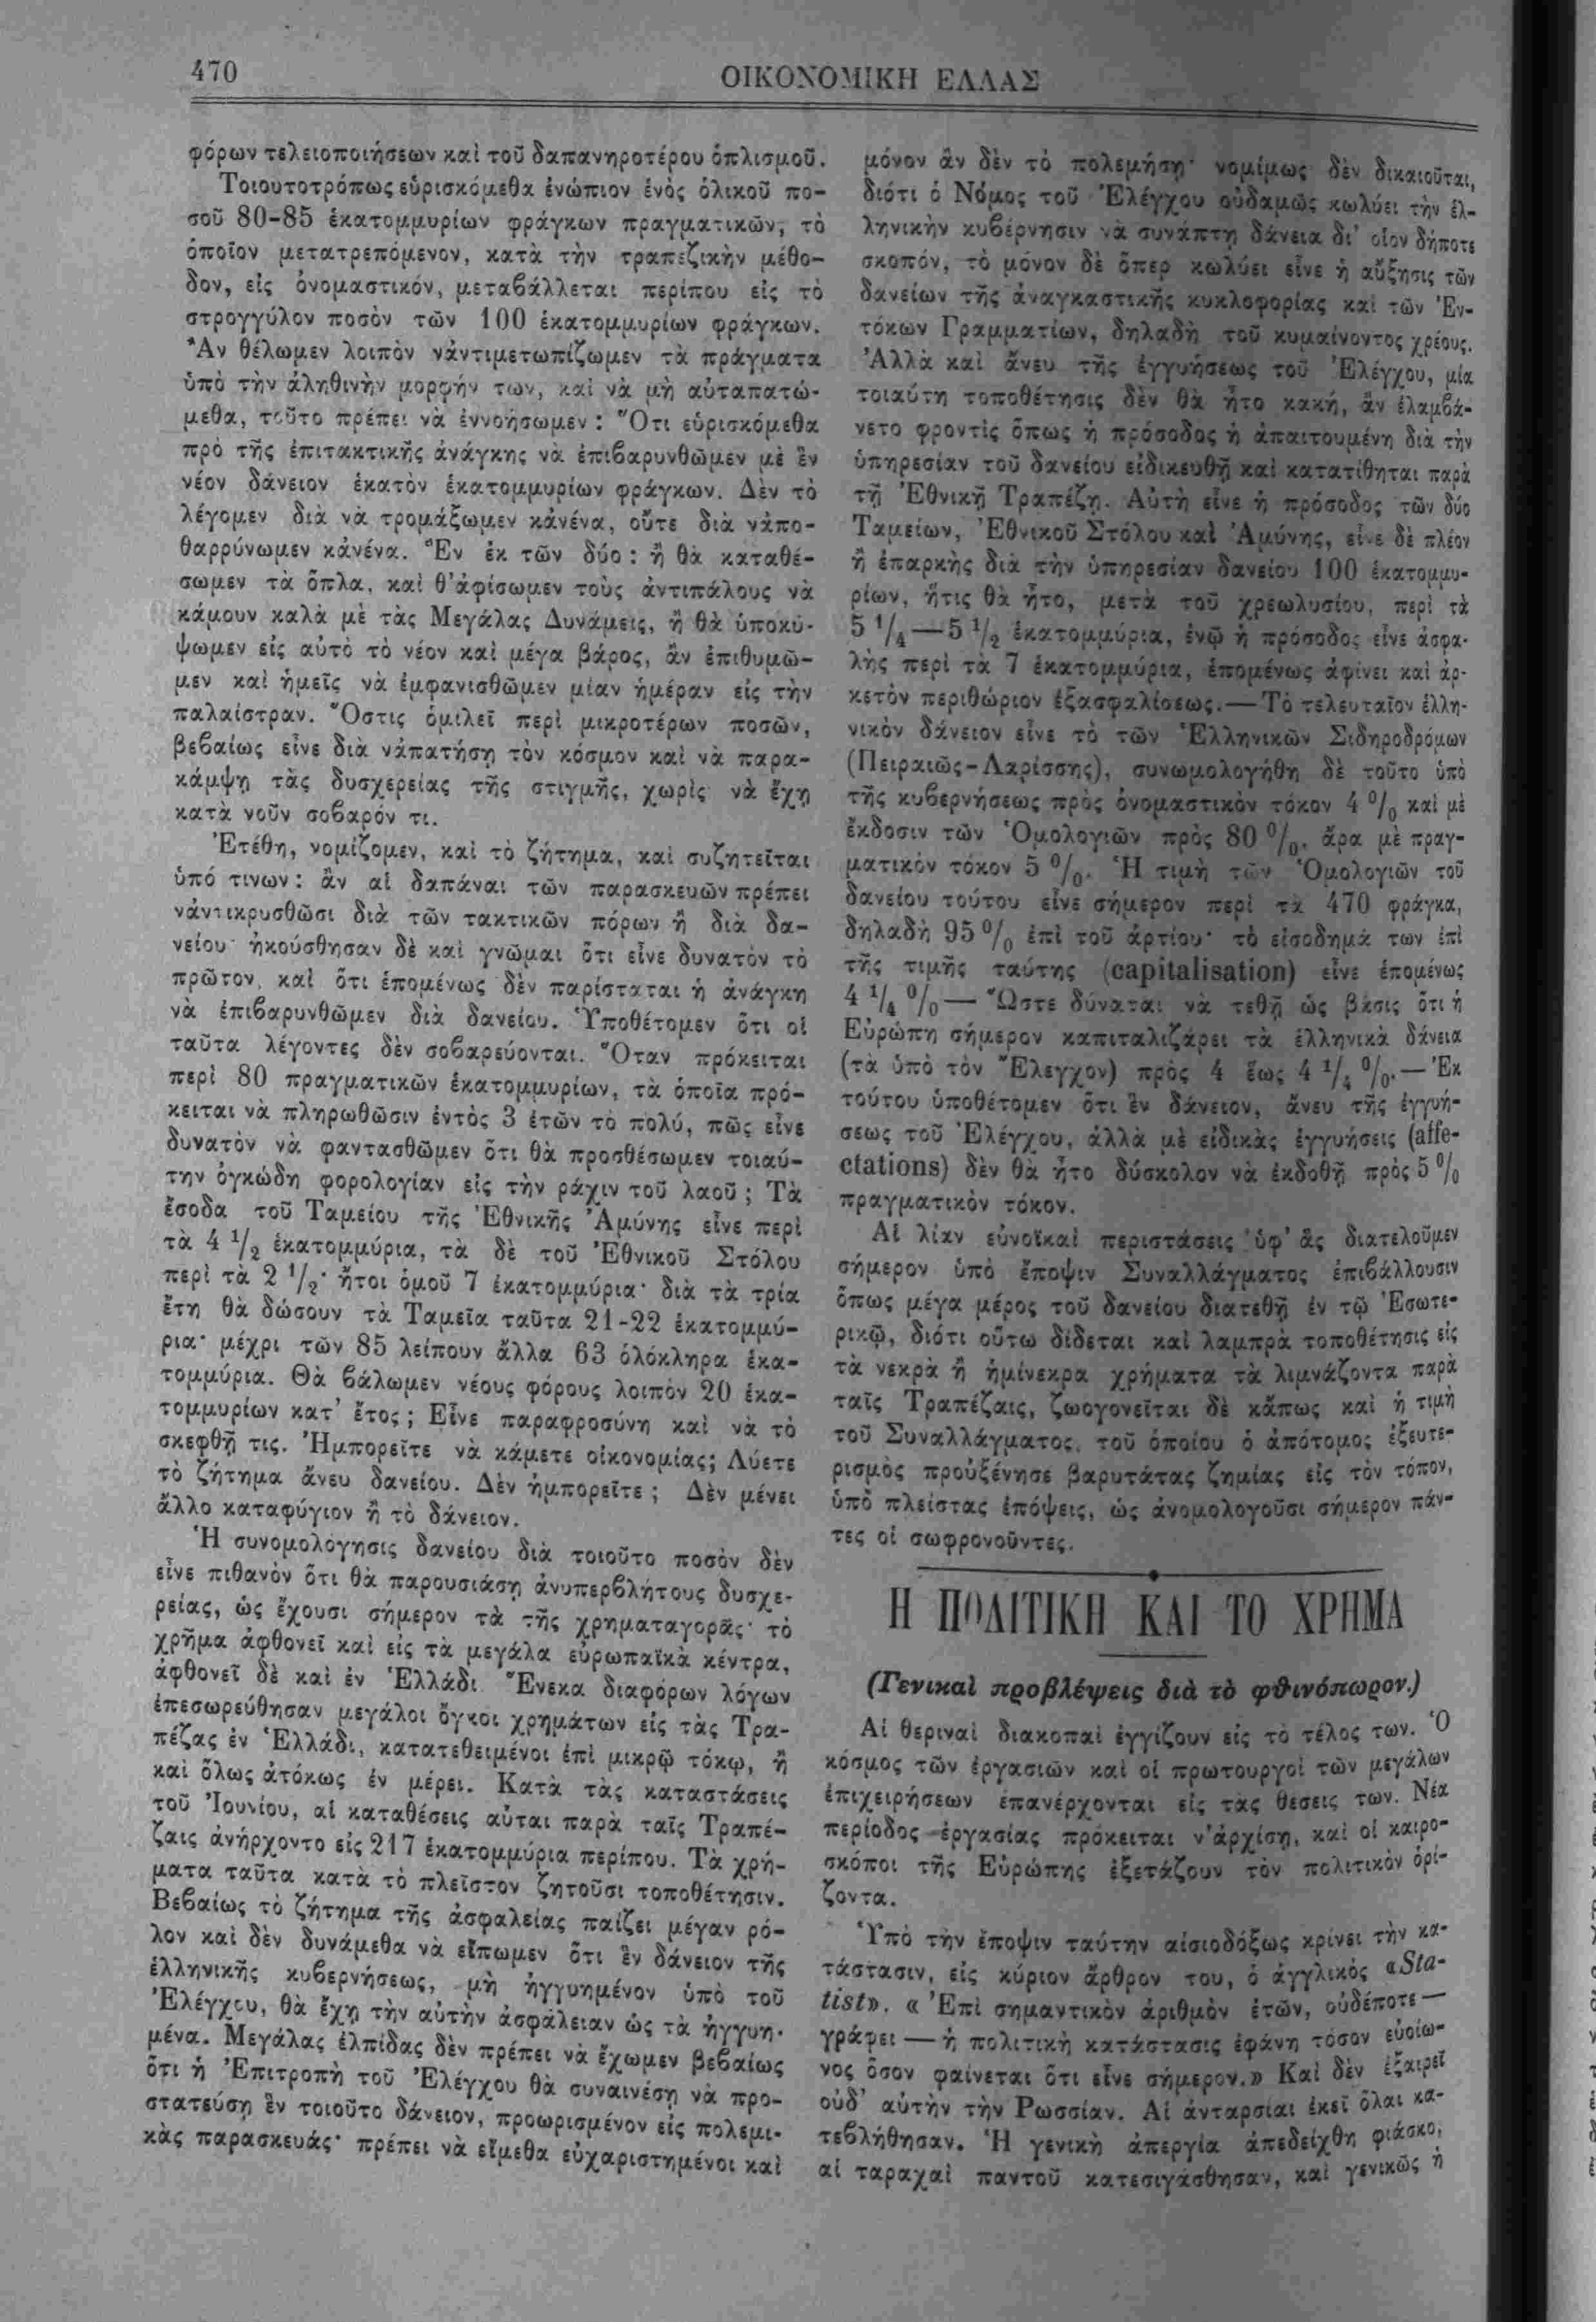 470
ΟΙΚΟΝΟΜΙΚΗ ΕΛΛΑΣ
φόρων τελειοποιήσεων καὶ τοῦ δαπανηροτέρου ὁπλισμοῦ.
Τοιουτοτρόπως εὑρισκόμεθα ἐνώπιον ἑνὸς ὁλικοῦ πο-
σοῦ 80-85 ἑκατομμυρίων φράγκων πραγματικῶν, τὸ
ὁποῖον μετατρεπόμενον, κατὰ τὴν τραπεζικὴν μέθο-
δον, εἰς ὀνομαστικόν, μεταβάλλεται περίπου εἰς τὸ
στρογγύλον ποσὸν τῶν 100 ἑκατομμυρίων φράγκων.
Ἂν θέλωμεν λοιπὸν νἀντιμετωπίζωμεν τὰ πράγματα
ὑπὸ τὴν ἀληθινὴν μορφήν των, καὶ νὰ μὴ αὐταπατώ-
μεθα, τοῦτο πρέπει νὰ ἐννοήσωμεν : Ὅτι εὑρισκόμεθα
πρὸ τῆς ἐπιτακτικῆς ἀνάγκης νὰ ἐπιβαρυνθῶμεν μὲ ἓν
νέον δάνειον ἑκατὸν ἑκατομμυρίων φράγκων. Δὲν τὸ
λέγομεν διὰ νὰ τρομάξωμεν κἀνένα, οὔτε διὰ νἀπο-
θαρρύνωμεν κἀνένα. Ἓν ἐκ τῶν δύο : ἢ θὰ καταθέ-
σωμεν τὰ ὅπλα, καὶ θ' ἀφίσωμεν τοὺς ἀντιπάλους νὰ
κάμουν καλὰ μὲ τὰς Μεγάλας Δυνάμεις, ἢ θὰ ὑποκύ-
ψωμεν εἰς αὐτὸ τὸ νέον καὶ μέγα βάρος, ἂν ἐπιθυμῶ-
μεν καὶ ἡμεῖς νὰ ἐμφανισθῶμεν μίαν ἡμέραν εἰς τὴν
παλαίστραν. Ὅστις ὁμιλεῖ περὶ μικροτέρων ποσῶν,
βεβαίως εἶνε διὰ νἀπατήσῃ τὸν κόσμον καὶ νὰ παρα-
κάμψῃ τὰς δυσχερείας τῆς στιγμῆς, χωρὶς νὰ ἔχῃ
κατὰ νοῦν σοβαρόν τι.
Ἐτέθη, νομίζομεν, καὶ τὸ ζήτημα, καὶ συζητεῖται
ὑπό τινων : ἂν αἱ δαπάναι τῶν παρασκευῶν πρέπει
νἀντικρυσθῶσι διὰ τῶν τακτικῶν πόρων ἢ διὰ δα-
νείου· ἠκούσθησαν δὲ καὶ γνῶμαι ὅτι εἶνε δυνατὸν τὸ
πρῶτον, καὶ ὅτι ἑπομένως δὲν παρίσταται ἡ ἀνάγκη
νὰ ἐπιβαρυνθῶμεν διὰ δανείου. Ὑποθέτομεν ὅτι οἱ
ταῦτα λέγοντες δὲν σοβαρεύονται. Ὅταν πρόκειται
περὶ 80 πραγματικῶν ἑκατομμυρίων, τὰ ὁποῖα πρό-
κειται νὰ πληρωθῶσιν ἐντὸς 3 ἐτῶν τὸ πολύ, πῶς εἶνε
δυνατὸν νὰ φαντασθῶμεν ὅτι θὰ προσθέσωμεν τοιαύ-
την ὀγκώδη φορολογίαν εἰς τὴν ράχιν τοῦ λαοῦ ; Τὰ
ἔσοδα τοῦ Ταμείου τῆς Ἐθνικῆς Ἀμύνης εἶνε περὶ
τὰ 4 1/2 ἑκατομμύρια, τὰ δὲ τοῦ Ἐθνικοῦ Στόλου
περὶ τὰ 2 1/2· ἤτοι ὁμοῦ 7 ἑκατομμύρια· διὰ τὰ τρία
ἔτη θὰ δώσουν τὰ Ταμεῖα ταῦτα 21-22 ἑκατομμύ-
ρια· μέχρι τῶν 85 λείπουν ἄλλα 63 ὁλόκληρα ἑκα-
τομμύρια. Θὰ βάλωμεν νέους φόρους λοιπὸν 20 ἑκα-
τομμυρίων κατ' ἔτος ; Εἶνε παραφροσύνη καὶ νὰ τὸ
σκεφθῇ τις. Ἠμπορεῖτε νὰ κάμετε οἰκονομίας; Λύετε
τὸ ζήτημα ἄνευ δανείου. Δὲν ἠμπορεῖτε ; Δὲν μένει
ἄλλο καταφύγιον ἢ τὸ δάνειον.
Ἡ συνομολόγησις δανείου διὰ τοιοῦτο ποσὸν δὲν
εἶνε πιθανὸν ὅτι θὰ παρουσιάσῃ ἀνυπερβλήτους δυσχε-
ρείας, ὡς ἔχουσι σήμερον τὰ τῆς χρηματαγορᾶς· τὸ
χρῆμα ἀφθονεῖ καὶ εἰς τὰ μεγάλα εὐρωπαϊκὰ κέντρα,
ἀφθονεῖ δὲ καὶ ἐν Ἑλλάδι Ἕνεκα διαφόρων λόγων
ἐπεσωρεύθησαν μεγάλοι ὄγκοι χρημάτων εἰς τὰς Τρα-
πέζας ἐν Ἑλλάδι, κατατεθειμένοι ἐπὶ μικρῷ τόκῳ, ἢ
καὶ ὅλως ἀτόκως ἐν μέρει. Κατὰ τὰς καταστάσεις
τοῦ Ἰουνίου, αἱ καταθέσεις αὗται παρὰ ταῖς Τραπέ-
ζαις ἀνήρχοντο εἰς 217 ἑκατομμύρια περίπου. Τὰ χρή-
ματα ταῦτα κατὰ τὸ πλεῖστον ζητοῦσι τοποθέτησιν.
Βεβαίως τὸ ζήτημα τῆς ἀσφαλείας παίζει μέγαν ρό-
λον καὶ δὲν δυνάμεθα νὰ εἴπωμεν ὅτι ἓν δάνειον τῆς
ἑλληνικῆς κυβερνήσεως, μὴ ἠγγυημένον ὑπὸ τοῦ
Ἐλέγχου, θὰ ἔχῃ τὴν αὐτὴν ἀσφάλειαν ὡς τὰ ἠγγυη-
μένα. Μεγάλας ἐλπίδας δὲν πρέπει νὰ ἔχωμεν βεβαίως
ὅτι ἡ Ἐπιτροπὴ τοῦ Ἐλέγχου θὰ συναινέσῃ νὰ προ-
στατεύσῃ ἓν τοιοῦτο δάνειον, προωρισμένον εἰς πολεμι-
κὰς παρασκευάς· πρέπει νὰ εἴμεθα εὐχαριστημένοι καὶ
μόνον ἂν δὲν τὸ πολεμήσῃ· νομίμως δὲν δικαιοῦται,
διότι ὁ Νόμος τοῦ Ἐλέγχου οὐδαμῶς κωλύει τὴν ἑλ-
ληνικὴν κυβέρνησιν νὰ συνάπτῃ δάνεια δι' οἷον δήποτε
σκοπόν, τὸ μόνον δὲ ὅπερ κωλύει εἶνε ἡ αὔξησις τῶν
δανείων τῆς ἀναγκαστικῆς κυκλοφορίας καὶ τῶν Ἐν-
τόκων Γραμματίων, δηλαδὴ τοῦ κυμαίνοντος χρέους.
Ἀλλὰ καὶ ἄνευ τῆς ἐγγυήσεως τοῦ Ἐλέγχου, μία
τοιαύτη τοποθέτησις δὲν θὰ ἦτο κακή, ἂν ἐλαμβά-
νετο φροντὶς ὅπως ἡ πρόσοδος ἡ ἀπαιτουμένη διὰ τὴν
ὑπηρεσίαν τοῦ δανείου εἰδικευθῇ καὶ κατατίθηται παρὰ
τῇ Ἐθνικῇ Τραπέζῃ. Αὐτὴ εἶνε ἡ πρόσοδος τῶν δύο
Ταμείων, Ἐθνικοῦ Στόλου καὶ Ἀμύνης, εἶνε δὲ πλέον
ἢ ἐπαρκὴς διὰ τὴν ὑπηρεσίαν δανείου 100 ἑκατομμυ-
ρίων, ἥτις θὰ ἦτο, μετὰ τοῦ χρεωλυσίου, περὶ τὰ
5 1/4 — 5 1/2 ἑκατομμύρια, ἐνῷ ἡ πρόσοδος εἶνε ἀσφα-
λὴς περὶ τὰ 7 ἑκατομμύρια, ἑπομένως ἀφίνει καὶ ἀρ-
κετὸν περιθώριον ἐξασφαλίσεως.— Τὸ τελευταῖον ἑλλη-
νικὸν δάνειον εἶνε τὸ τῶν Ἑλληνικῶν Σιδηροδρόμων
(Πειραιῶς-Λαρίσσης), συνωμολογήθη δὲ τοῦτο ὑπὸ
τῆς κυβερνήσεως πρὸς ὀνομαστικὸν τόκον 4 % καὶ μὲ
ἔκδοσιν τῶν Ὁμολογιῶν πρὸς 80 %, ἄρα μὲ πραγ-
ματικὸν τόκον 5 %. Ἡ τιμὴ τῶν Ὁμολογιῶν τοῦ
δανείου τούτου εἶνε σήμερον περὶ τὰ 470 φράγκα,
δηλαδὴ 95 % ἐπὶ τοῦ ἀρτίου· τὸ εἰσοδημά των ἐπὶ
τῆς τιμῆς ταύτης (capitalisation) εἶνε ἑπομένως
4 1/4 % — Ὥστε δύναται νὰ τεθῇ ὡς βάσις ὅτι ἡ
Εὐρώπη σήμερον καπιταλιζάρει τὰ ἑλληνικὰ δάνεια
(τὰ ὑπὸ τὸν Ἔλεγχον) πρὸς 4 ἕως 4 1/4 %.— Ἐκ
τούτου ὑποθέτομεν ὅτι ἓν δάνειον, ἄνευ τῆς ἐγγυή-
σεως τοῦ Ἐλέγχου, ἀλλὰ μὲ εἰδικὰς ἐγγυήσεις (affe-
ctations) δὲν θὰ ἦτο δύσκολον νὰ ἐκδοθῇ πρὸς 5 %
πραγματικὸν τόκον.
Αἱ λίαν εὐνοϊκαὶ περιστάσεις ὑφ' ἃς διατελοῦμεν
σήμερον ὑπὸ ἔποψιν Συναλλάγματος ἐπιβάλλουσιν
ὅπως μέγα μέρος τοῦ δανείου διατεθῇ ἐν τῷ Ἐσωτε-
ρικῷ, διότι οὕτω δίδεται καὶ λαμπρὰ τοποθέτησις εἰς
τὰ νεκρὰ ἢ ἡμίνεκρα χρήματα τὰ λιμνάζοντα παρὰ
ταῖς Τραπέζαις, ζωογονεῖται δὲ κἄπως καὶ ἡ τιμὴ
τοῦ Συναλλάγματος, τοῦ ὁποίου ὁ ἀπότομος ἐξευτε-
ρισμὸς προὐξένησε βαρυτάτας ζημίας εἰς τὸν τόπον,
ὑπὸ πλείστας ἐπόψεις, ὡς ἀνομολογοῦσι σήμερον πάν-
τες οἱ σωφρονοῦντες.
Η ΠΟΛΙΤΙΚΗ ΚΑΙ ΤΟ ΧΡΗΜΑ
(Γενικαὶ προβλέψεις διὰ τὸ φθινόπωρον.)
Αἱ θεριναὶ διακοπαὶ ἐγγίζουν εἰς τὸ τέλος των. Ὁ
κόσμος τῶν ἐργασιῶν καὶ οἱ πρωτουργοὶ τῶν μεγάλων
ἐπιχειρήσεων ἐπανέρχονται εἰς τὰς θέσεις των. Νέα
περίοδος ἐργασίας πρόκειται ν' ἀρχίσῃ, καὶ οἱ καιρο-
σκόποι τῆς Εὐρώπης ἐξετάζουν τὸν πολιτικὸν ὁρί-
ζοντα.
Ὑπὸ τὴν ἔποψιν ταύτην αἰσιοδόξως κρίνει τὴν κα-
τάστασιν, εἰς κύριον ἄρθρον του, ὁ ἀγγλικὸς «Sta-
tist». « Ἐπὶ σημαντικὸν ἀριθμὸν ἐτῶν, οὐδέποτε —
γράφει — ἡ πολιτικὴ κατάστασις ἐφάνη τόσον εὐοίω-
νος ὅσον φαίνεται ὅτι εἶνε σήμερον.» Καὶ δὲν ἐξαιρεῖ
οὐδ' αὐτὴν τὴν Ρωσσίαν. Αἱ ἀνταρσίαι ἐκεῖ ὅλαι κα-
τεβλήθησαν. Ἡ γενικὴ ἀπεργία ἀπεδείχθη φιάσκο,
αἱ ταραχαὶ παντοῦ κατεσιγάσθησαν, καὶ γενικῶς ἡ